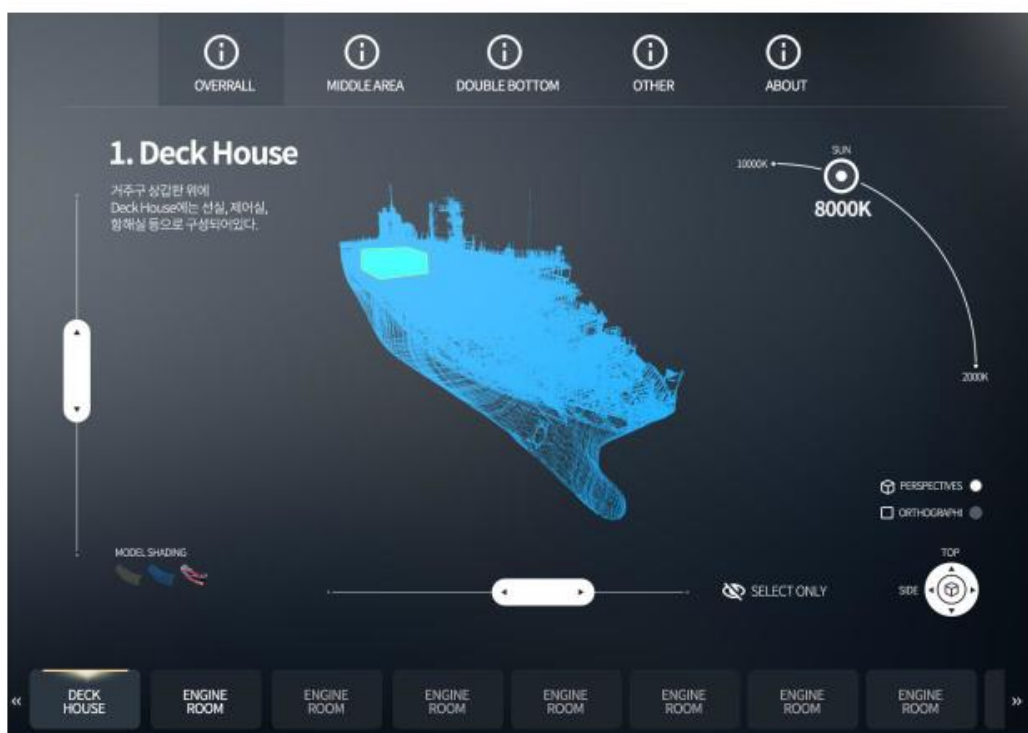 OVERRALL
MIDDLE AREA
DOUBLE BOTTOM
OTHER
ABOUT
1. Deck House
거주구 상갑판 위에
Deck House에는 선실, 제어실,
항해실 등으로 구성되어있다.
SUN
10000K
8000K
2000K
PERSPECTIVES
ORTHOGRAPHI
MODEL SHADING
TOP
SIDE
SELECT ONLY
«
DECK
HOUSE
ENGINE
ROOM
ENGINE
ROOM
ENGINE
ROOM
ENGINE
ROOM
ENGINE
ROOM
ENGINE
ROOM
ENGINE
ROOM
»